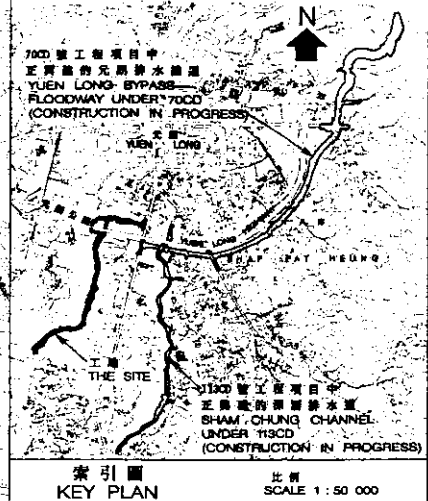 N
70CD 號工程項目中
正興建的元朗排水繞道
YUEN LONG BYPASS
FLOODWAY UNDER 70CD
(CONSTRUCTION IN PROGRESS)
元朗
YUEN LONG
YUEN LONG
SHAP PAT HEUNG
工地
THE SITE
113CD 號工程項目中
正興建的深涌排水道
SHAM CHUNG CHANNEL
UNDER 113CD
(CONSTRUCTION IN PROGRESS)
索引圖
KEY PLAN
比例
SCALE 1 : 50 000